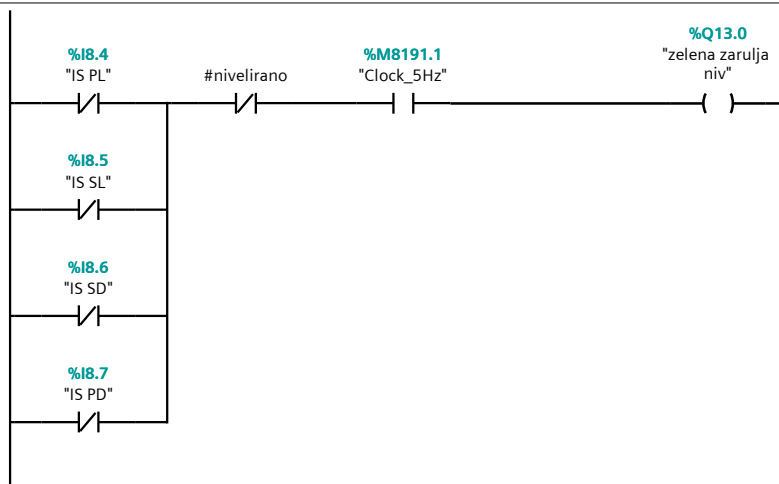 %Q13.0
%I8.4
%M8191.1
"zelena zarulja
"IS PL"
#nivelirano
"Clock_5Hz"
niv"
%I8.5
"IS SL"
%I8.6
"IS SD"
%I8.7
"IS PD"